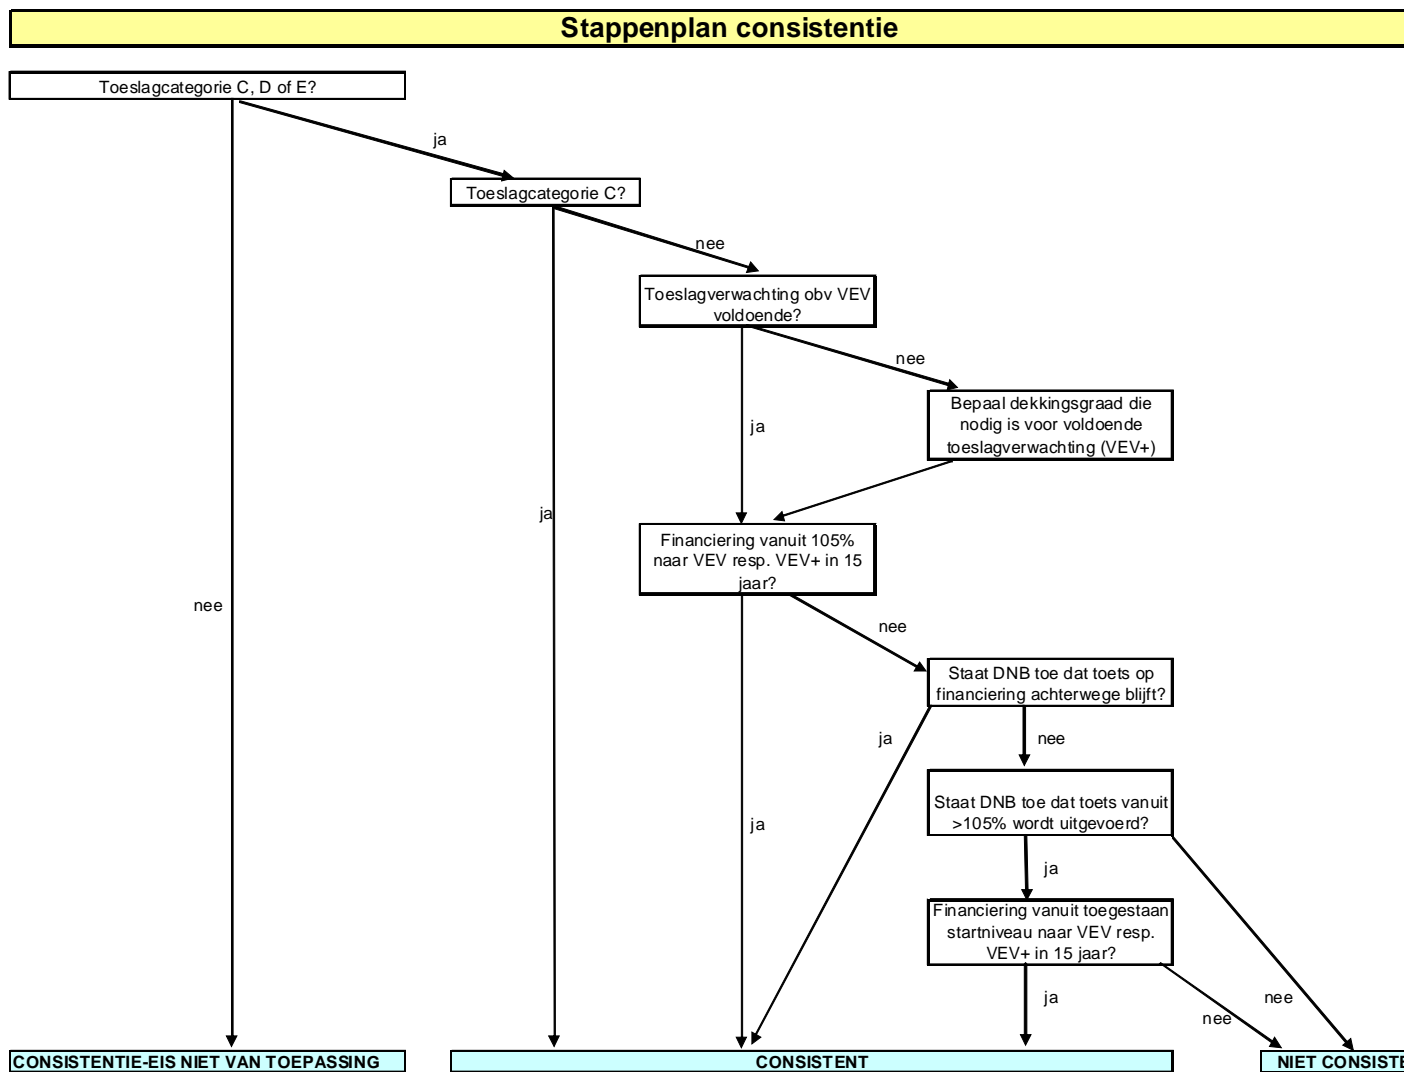 Stappenplan consistentie
Toeslagcategorie C, D of E?
ja
Toeslagcategorie C?
nee
Toeslagverwachting obv VEV
voldoende?
nee
Bepaal dekkingsgraad die
nodig is voor voldoende
toeslagverwachting (VEV+)
ja
ja
Financiering vanuit 105%
naar VEV resp. VEV+ in 15
jaar?
nee
nee
Staat DNB toe dat toets op
financiering achterwege blijft?
ja
nee
Staat DNB toe dat toets vanuit
>105% wordt uitgevoerd?
ja
ja
Financiering vanuit toegestaan
startniveau naar VEV resp.
VEV+ in 15 jaar?
ja
nee
nee
CONSISTENTIE-EIS NIET VAN TOEPASSING
CONSISTENT
NIET CONSISTE